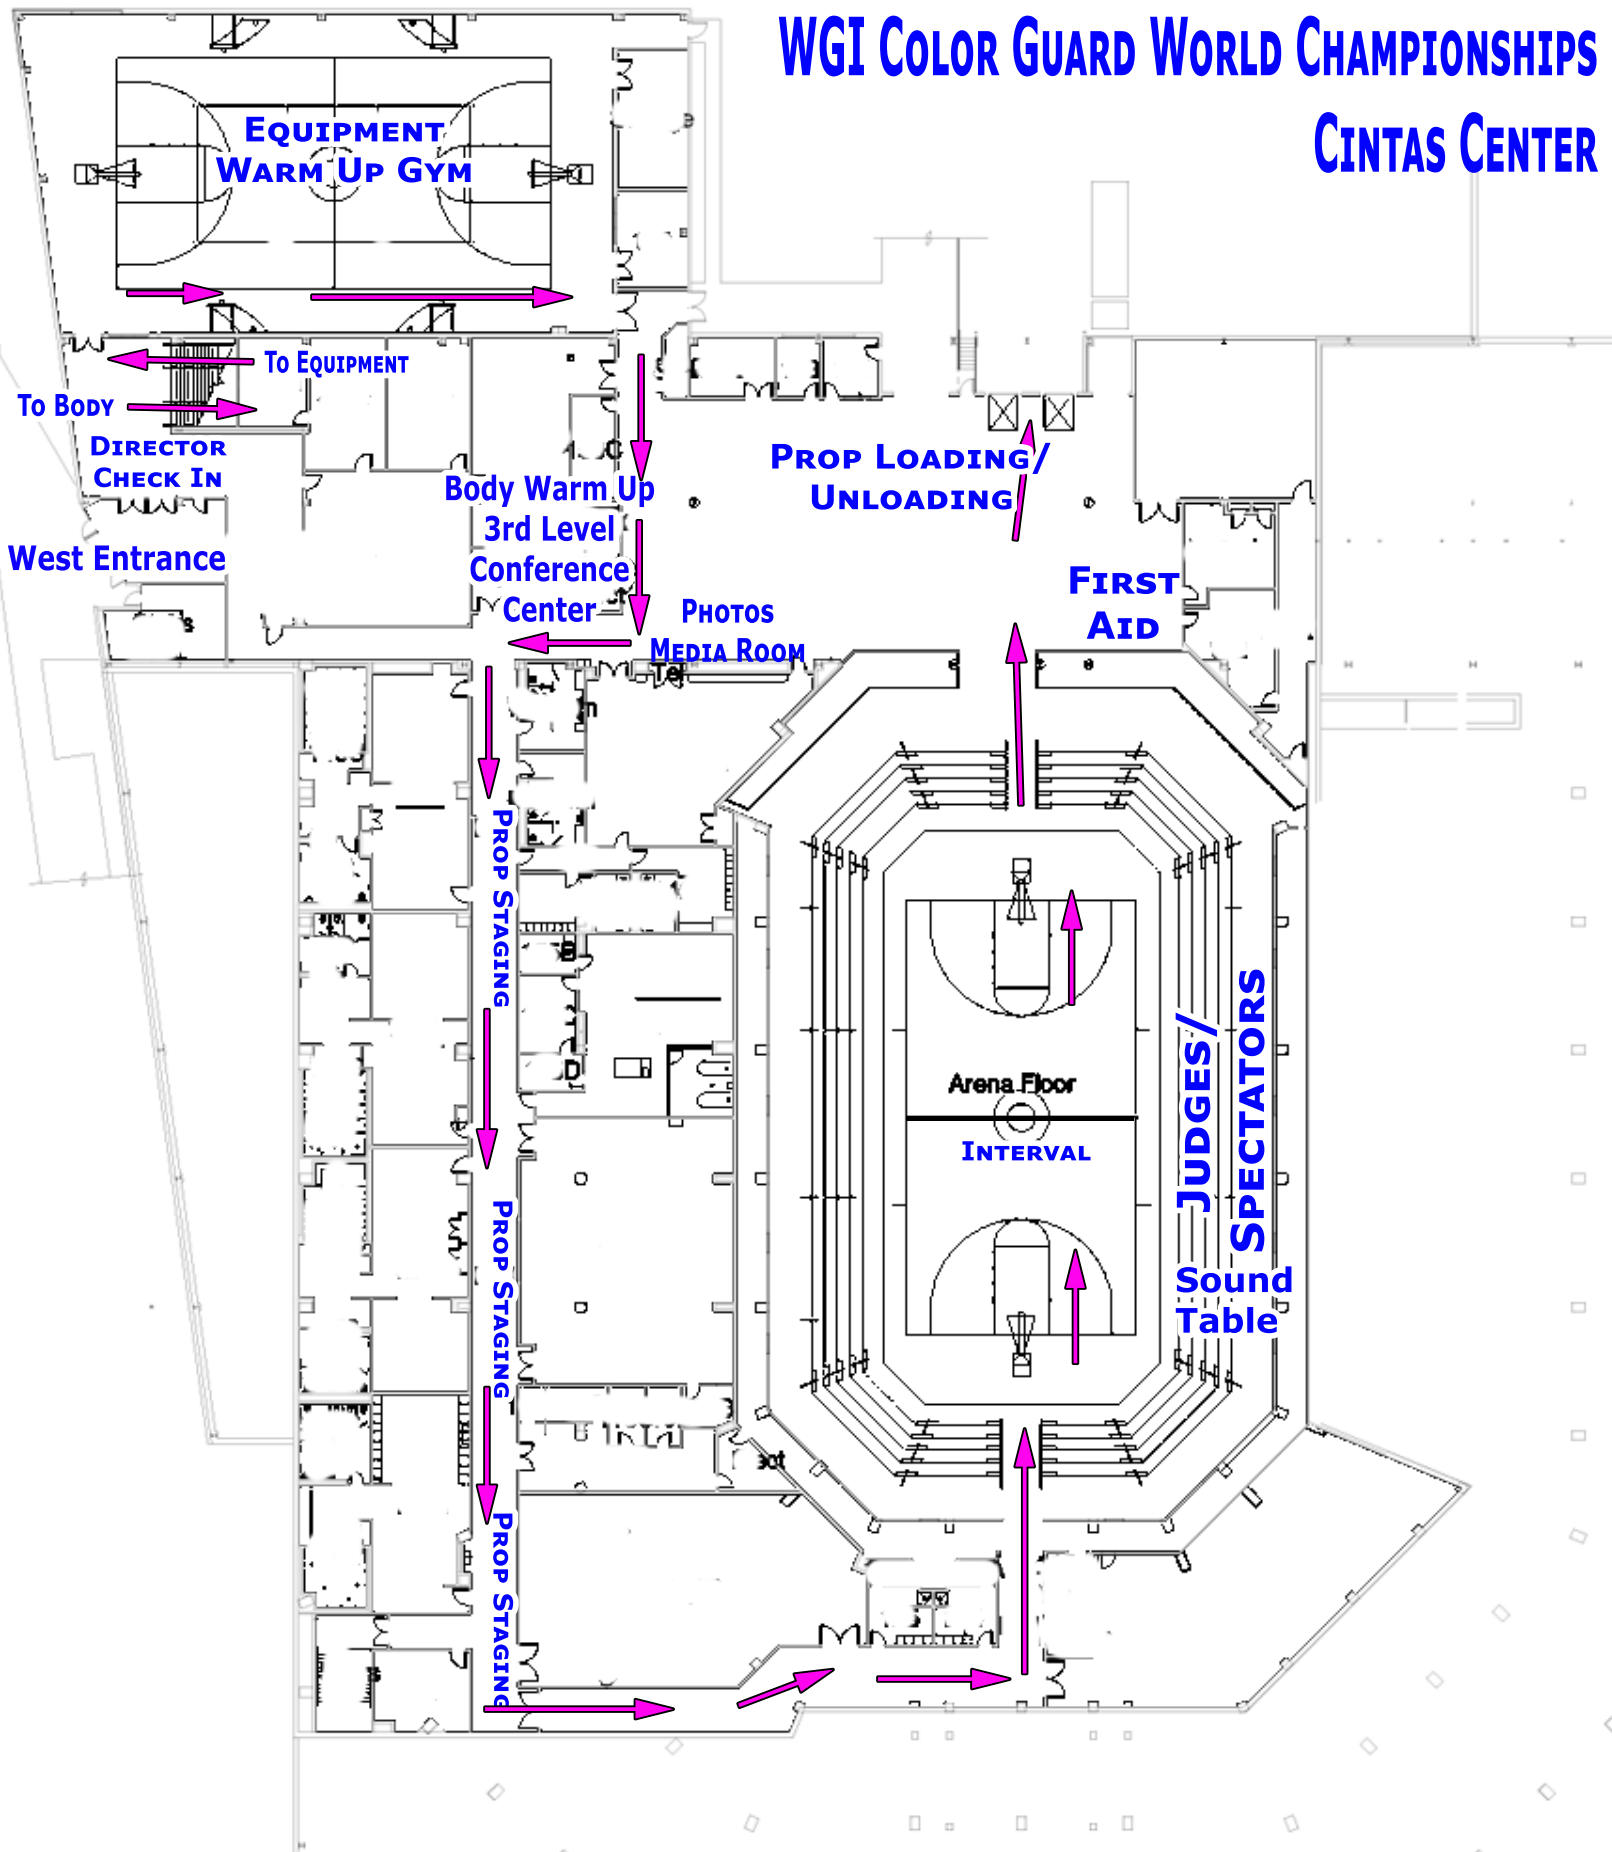 WGI Color Guard World Championships
Cintas Center
Equipment
Warm Up Gym
To Equipment
To Body
Director
Check In
West Entrance
Body Warm Up
3rd Level
Conference
Center
Prop Loading/
Unloading
First
Aid
Photos
Media Room
Prop Staging
Prop Staging
Prop Staging
Arena Floor
Interval
Judges/
Spectators
Sound
Table